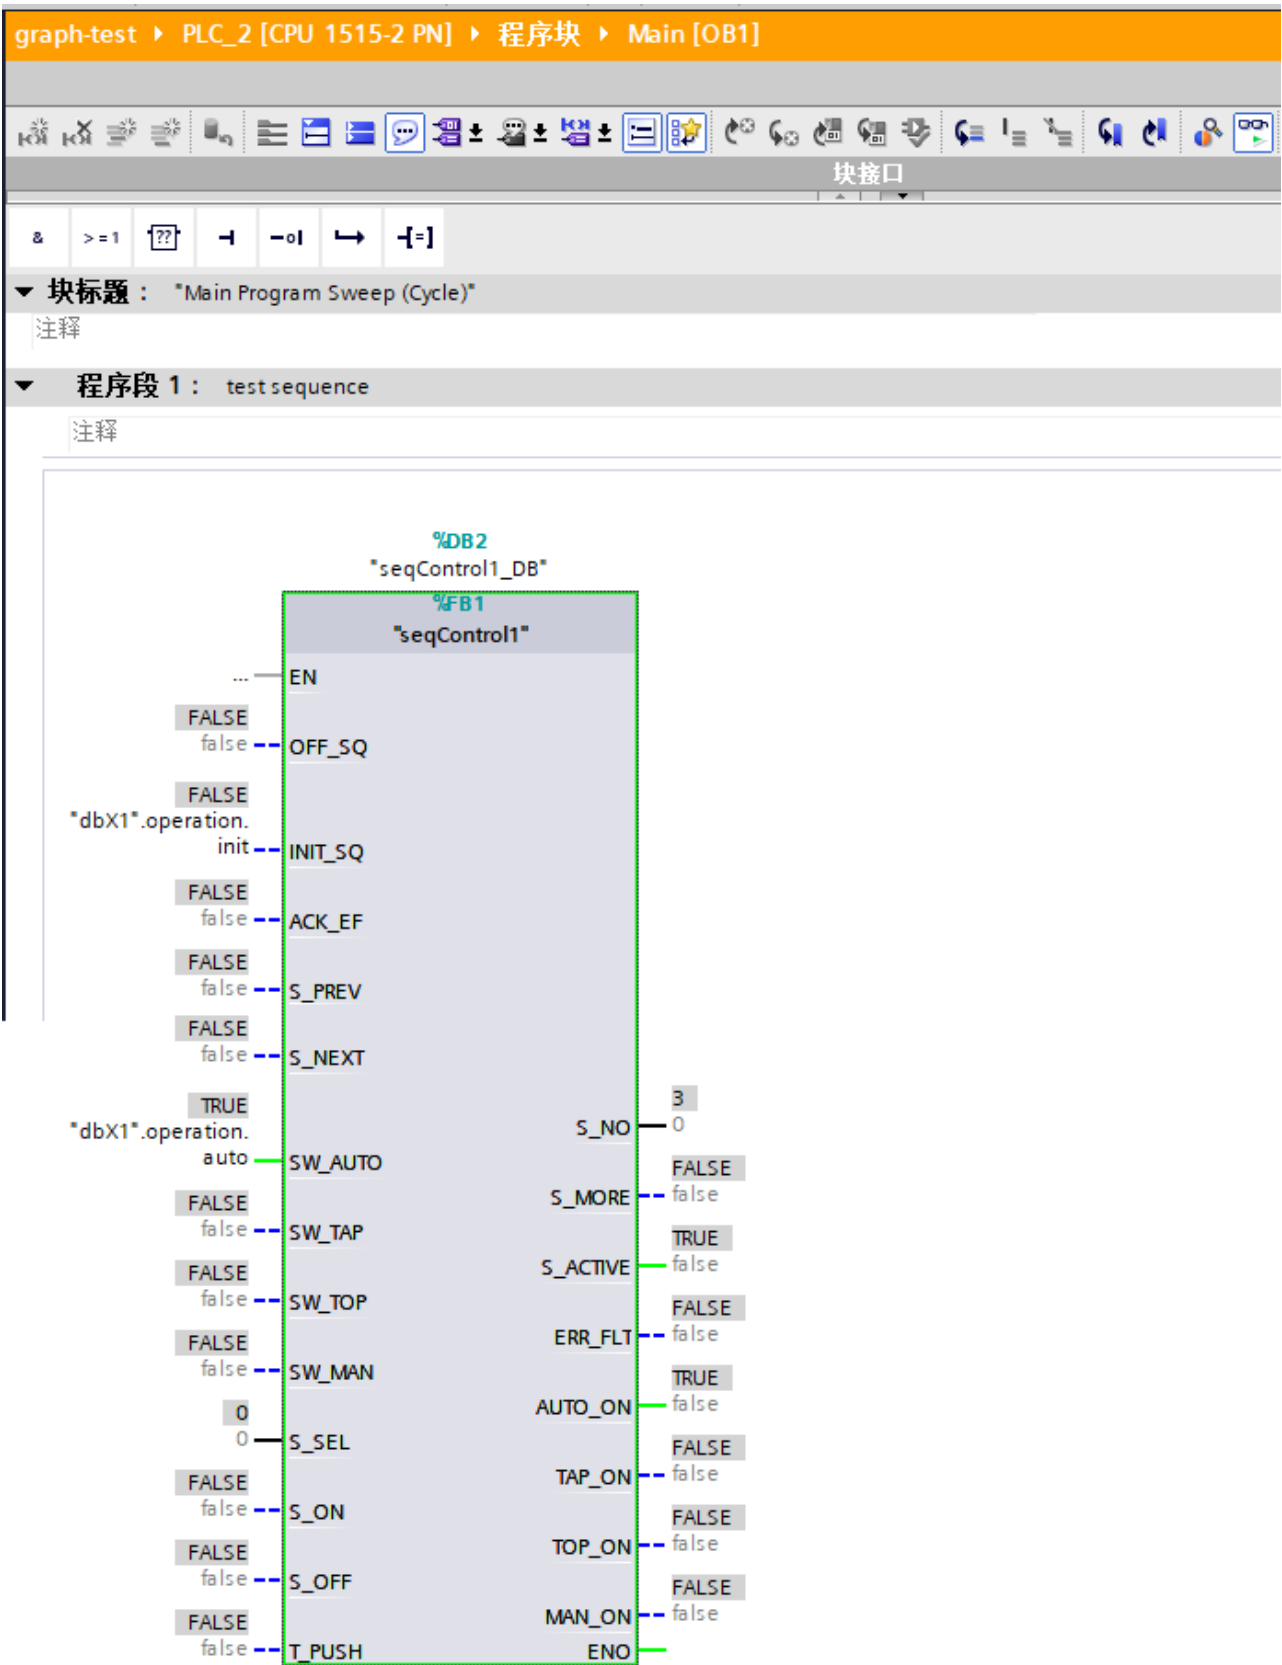 graph-test ▸ PLC_2 [CPU 1515-2 PN] ▸ 程序块 ▸ Main [OB1]
块接口
& >=1 ?? -[=]
块标题： "Main Program Sweep (Cycle)"
注释
程序段 1： test sequence
注释
%DB2
"seqControl1_DB"
%FB1
"seqControl1"
... EN
FALSE
false OFF_SQ
FALSE
"dbX1".operation.
init INIT_SQ
FALSE
false ACK_EF
FALSE
false S_PREV
FALSE
false S_NEXT
TRUE
"dbX1".operation.
auto SW_AUTO
FALSE
false SW_TAP
FALSE
false SW_TOP
FALSE
false SW_MAN
0
0 S_SEL
FALSE
false S_ON
FALSE
false S_OFF
FALSE
false T_PUSH
3
S_NO 0
FALSE
S_MORE false
TRUE
S_ACTIVE false
FALSE
ERR_FLT false
TRUE
AUTO_ON false
FALSE
TAP_ON false
FALSE
TOP_ON false
FALSE
MAN_ON false
ENO